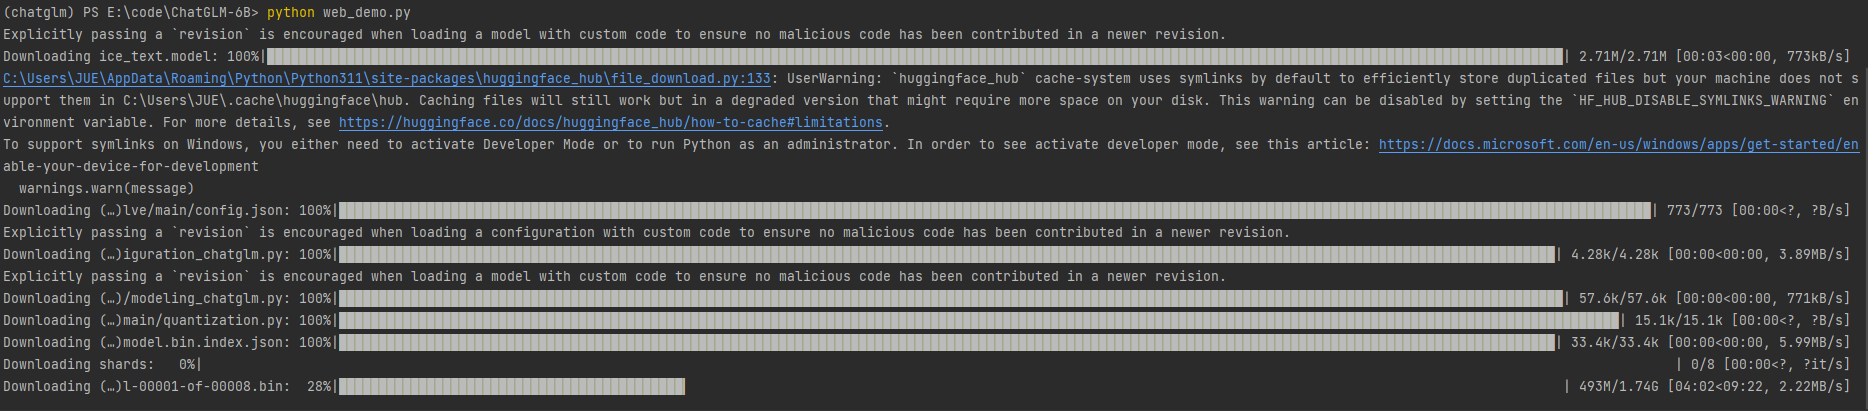 (chatglm) PS E:\code\ChatGLM-6B> python web_demo.py
Explicitly passing a `revision` is encouraged when loading a model with custom code to ensure no malicious code has been contributed in a newer revision.
Downloading ice_text.model: 100%| | 2.71M/2.71M [00:03<00:00, 773kB/s]
C:\Users\JUE\AppData\Roaming\Python\Python311\site-packages\huggingface_hub\file_download.py:133: UserWarning: `huggingface_hub` cache-system uses symlinks by default to efficiently store duplicated files but your machine does not s
upport them in C:\Users\JUE\.cache\huggingface\hub. Caching files will still work but in a degraded version that might require more space on your disk. This warning can be disabled by setting the `HF_HUB_DISABLE_SYMLINKS_WARNING` en
vironment variable. For more details, see https://huggingface.co/docs/huggingface_hub/how-to-cache#limitations.
To support symlinks on Windows, you either need to activate Developer Mode or to run Python as an administrator. In order to see activate developer mode, see this article: https://docs.microsoft.com/en-us/windows/apps/get-started/en
able-your-device-for-development
  warnings.warn(message)
Downloading (…)lve/main/config.json: 100%| | 773/773 [00:00<?, ?B/s]
Explicitly passing a `revision` is encouraged when loading a configuration with custom code to ensure no malicious code has been contributed in a newer revision.
Downloading (…)iguration_chatglm.py: 100%| | 4.28k/4.28k [00:00<00:00, 3.89MB/s]
Explicitly passing a `revision` is encouraged when loading a model with custom code to ensure no malicious code has been contributed in a newer revision.
Downloading (…)/modeling_chatglm.py: 100%| | 57.6k/57.6k [00:00<00:00, 771kB/s]
Downloading (…)main/quantization.py: 100%| | 15.1k/15.1k [00:00<?, ?B/s]
Downloading (…)model.bin.index.json: 100%| | 33.4k/33.4k [00:00<00:00, 5.99MB/s]
Downloading shards:   0%| | 0/8 [00:00<?, ?it/s]
Downloading (…)l-00001-of-00008.bin:  28%| | 493M/1.74G [04:02<09:22, 2.22MB/s]